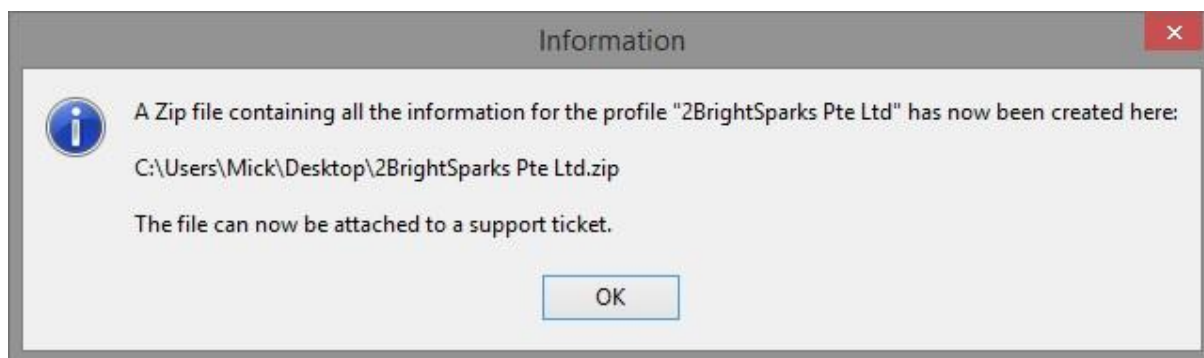 Information
A Zip file containing all the information for the profile "2BrightSparks Pte Ltd" has now been created here:
C:\Users\Mick\Desktop\2BrightSparks Pte Ltd.zip
The file can now be attached to a support ticket.
OK